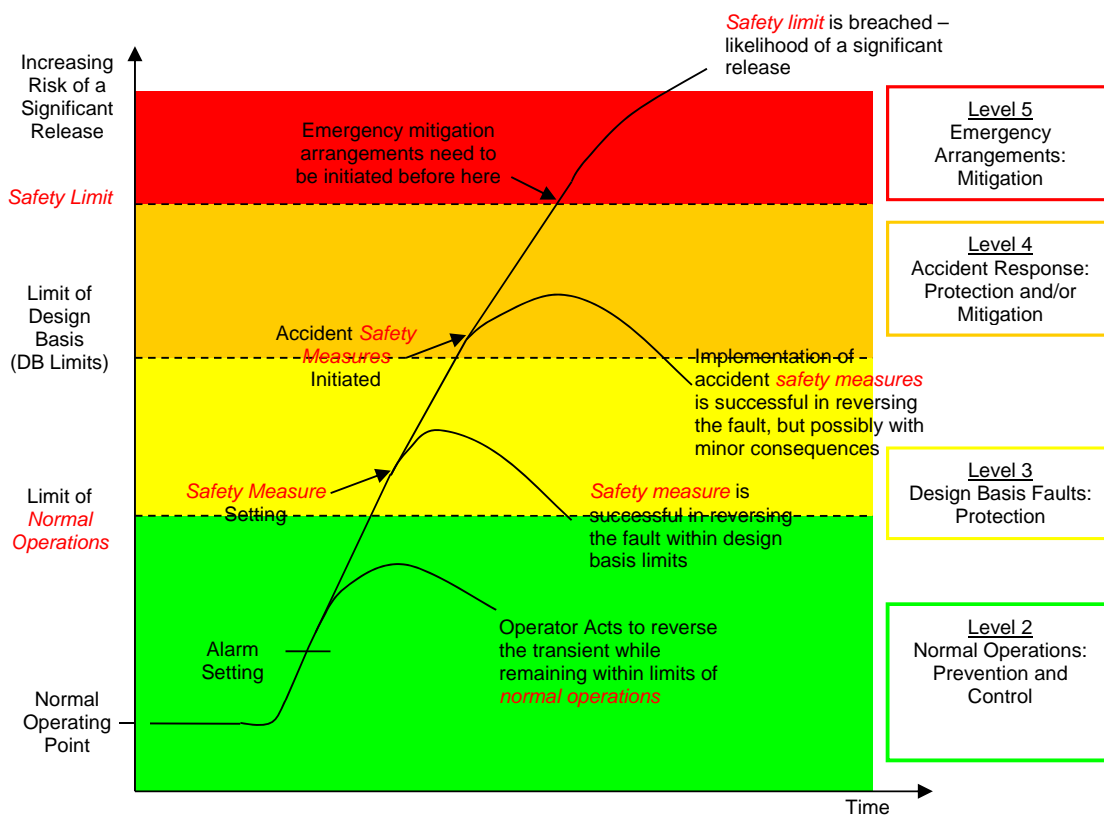 Safety limit is breached –
likelihood of a significant
release
Increasing
Risk of a
Significant
Release
Emergency mitigation
arrangements need to
be initiated before here
Level 5
Emergency
Arrangements:
Mitigation
Safety Limit
Level 4
Accident Response:
Protection and/or
Mitigation
Limit of
Design
Basis
(DB Limits)
Accident Safety
Measures
Initiated
Implementation of
accident safety measures
is successful in reversing
the fault, but possibly with
minor consequences
Level 3
Design Basis Faults:
Protection
Limit of
Normal
Operations
Safety Measure
Setting
Safety measure is
successful in reversing
the fault within design
basis limits
Level 2
Normal Operations:
Prevention and
Control
Alarm
Setting
Operator Acts to reverse
the transient while
remaining within limits of
normal operations
Normal
Operating
Point
Time